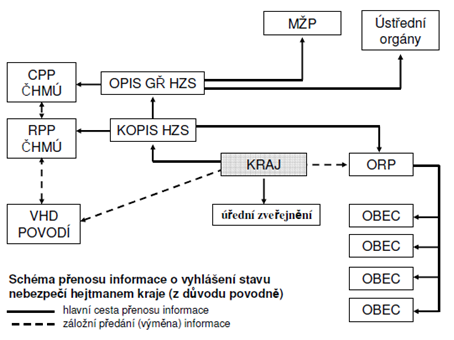 MŽP
Ústřední
orgány
CPP
ČHMÚ
OPIS GŘ HZS
RPP
ČHMÚ
KOPIS HZS
KRAJ
ORP
VHD
POVODÍ
úřední zveřejnění
OBEC
OBEC
OBEC
OBEC
Schéma přenosu informace o vyhlášení stavu
nebezpečí hejtmanem kraje (z důvodu povodně)
hlavní cesta přenosu informace
záložní předání (výměna) informace